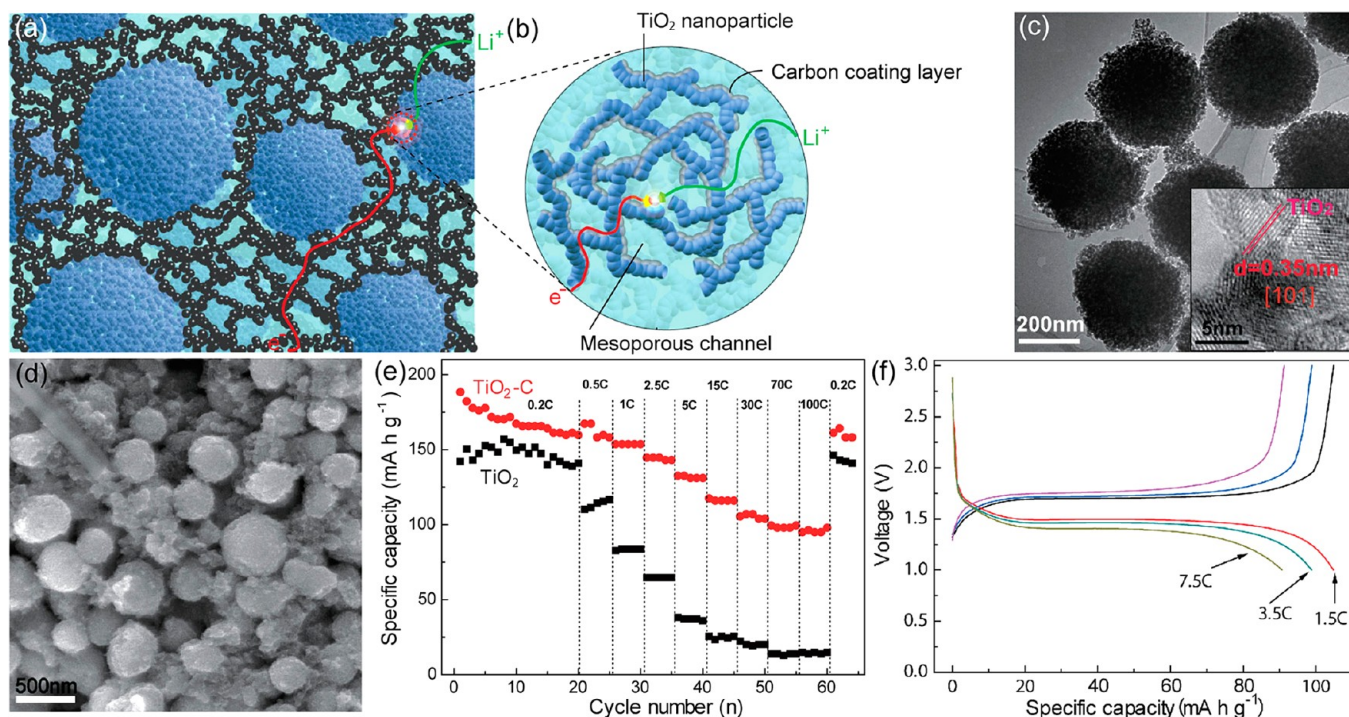 (a)
Li⁺
e⁻
(b)
TiO₂ nanoparticle
Carbon coating layer
Li⁺
e⁻
Mesoporous channel
(c)
TiO₂
d=0.35nm
200nm
5nm
(d)
500nm
(e)
200
150
100
50
0
Specific capacity (mA h g⁻¹)
TiO₂-C
TiO₂
0.2C
0.5C
1C
2.5C
5C
15C
30C
70C
100C
0.2C
0 10 20 30 40 50 60
Cycle number (n)
(f)
3.0
2.5
2.0
1.5
1.0
0.5
0.0
Voltage (V)
7.5C
3.5C
1.5C
0 20 40 60 80 100
Specific capacity (mA h g⁻¹)